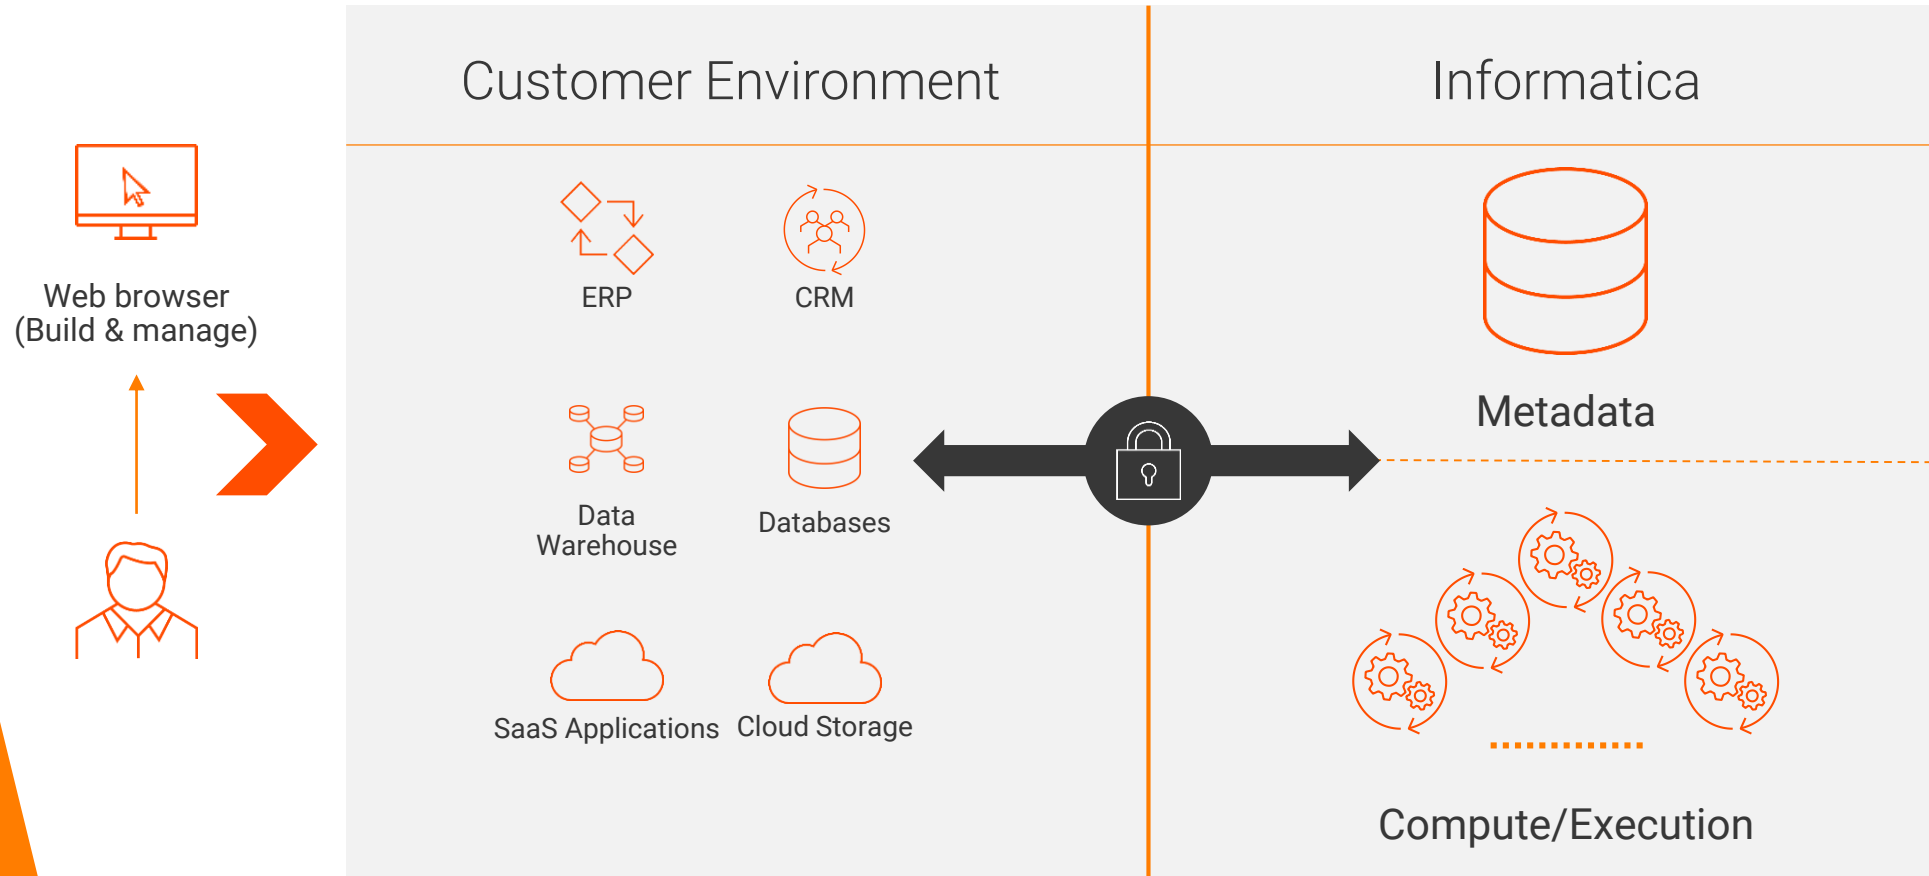 Customer Environment
Informatica
Web browser
(Build & manage)
ERP
CRM
Metadata
Data
Warehouse
Databases
SaaS Applications
Cloud Storage
Compute/Execution